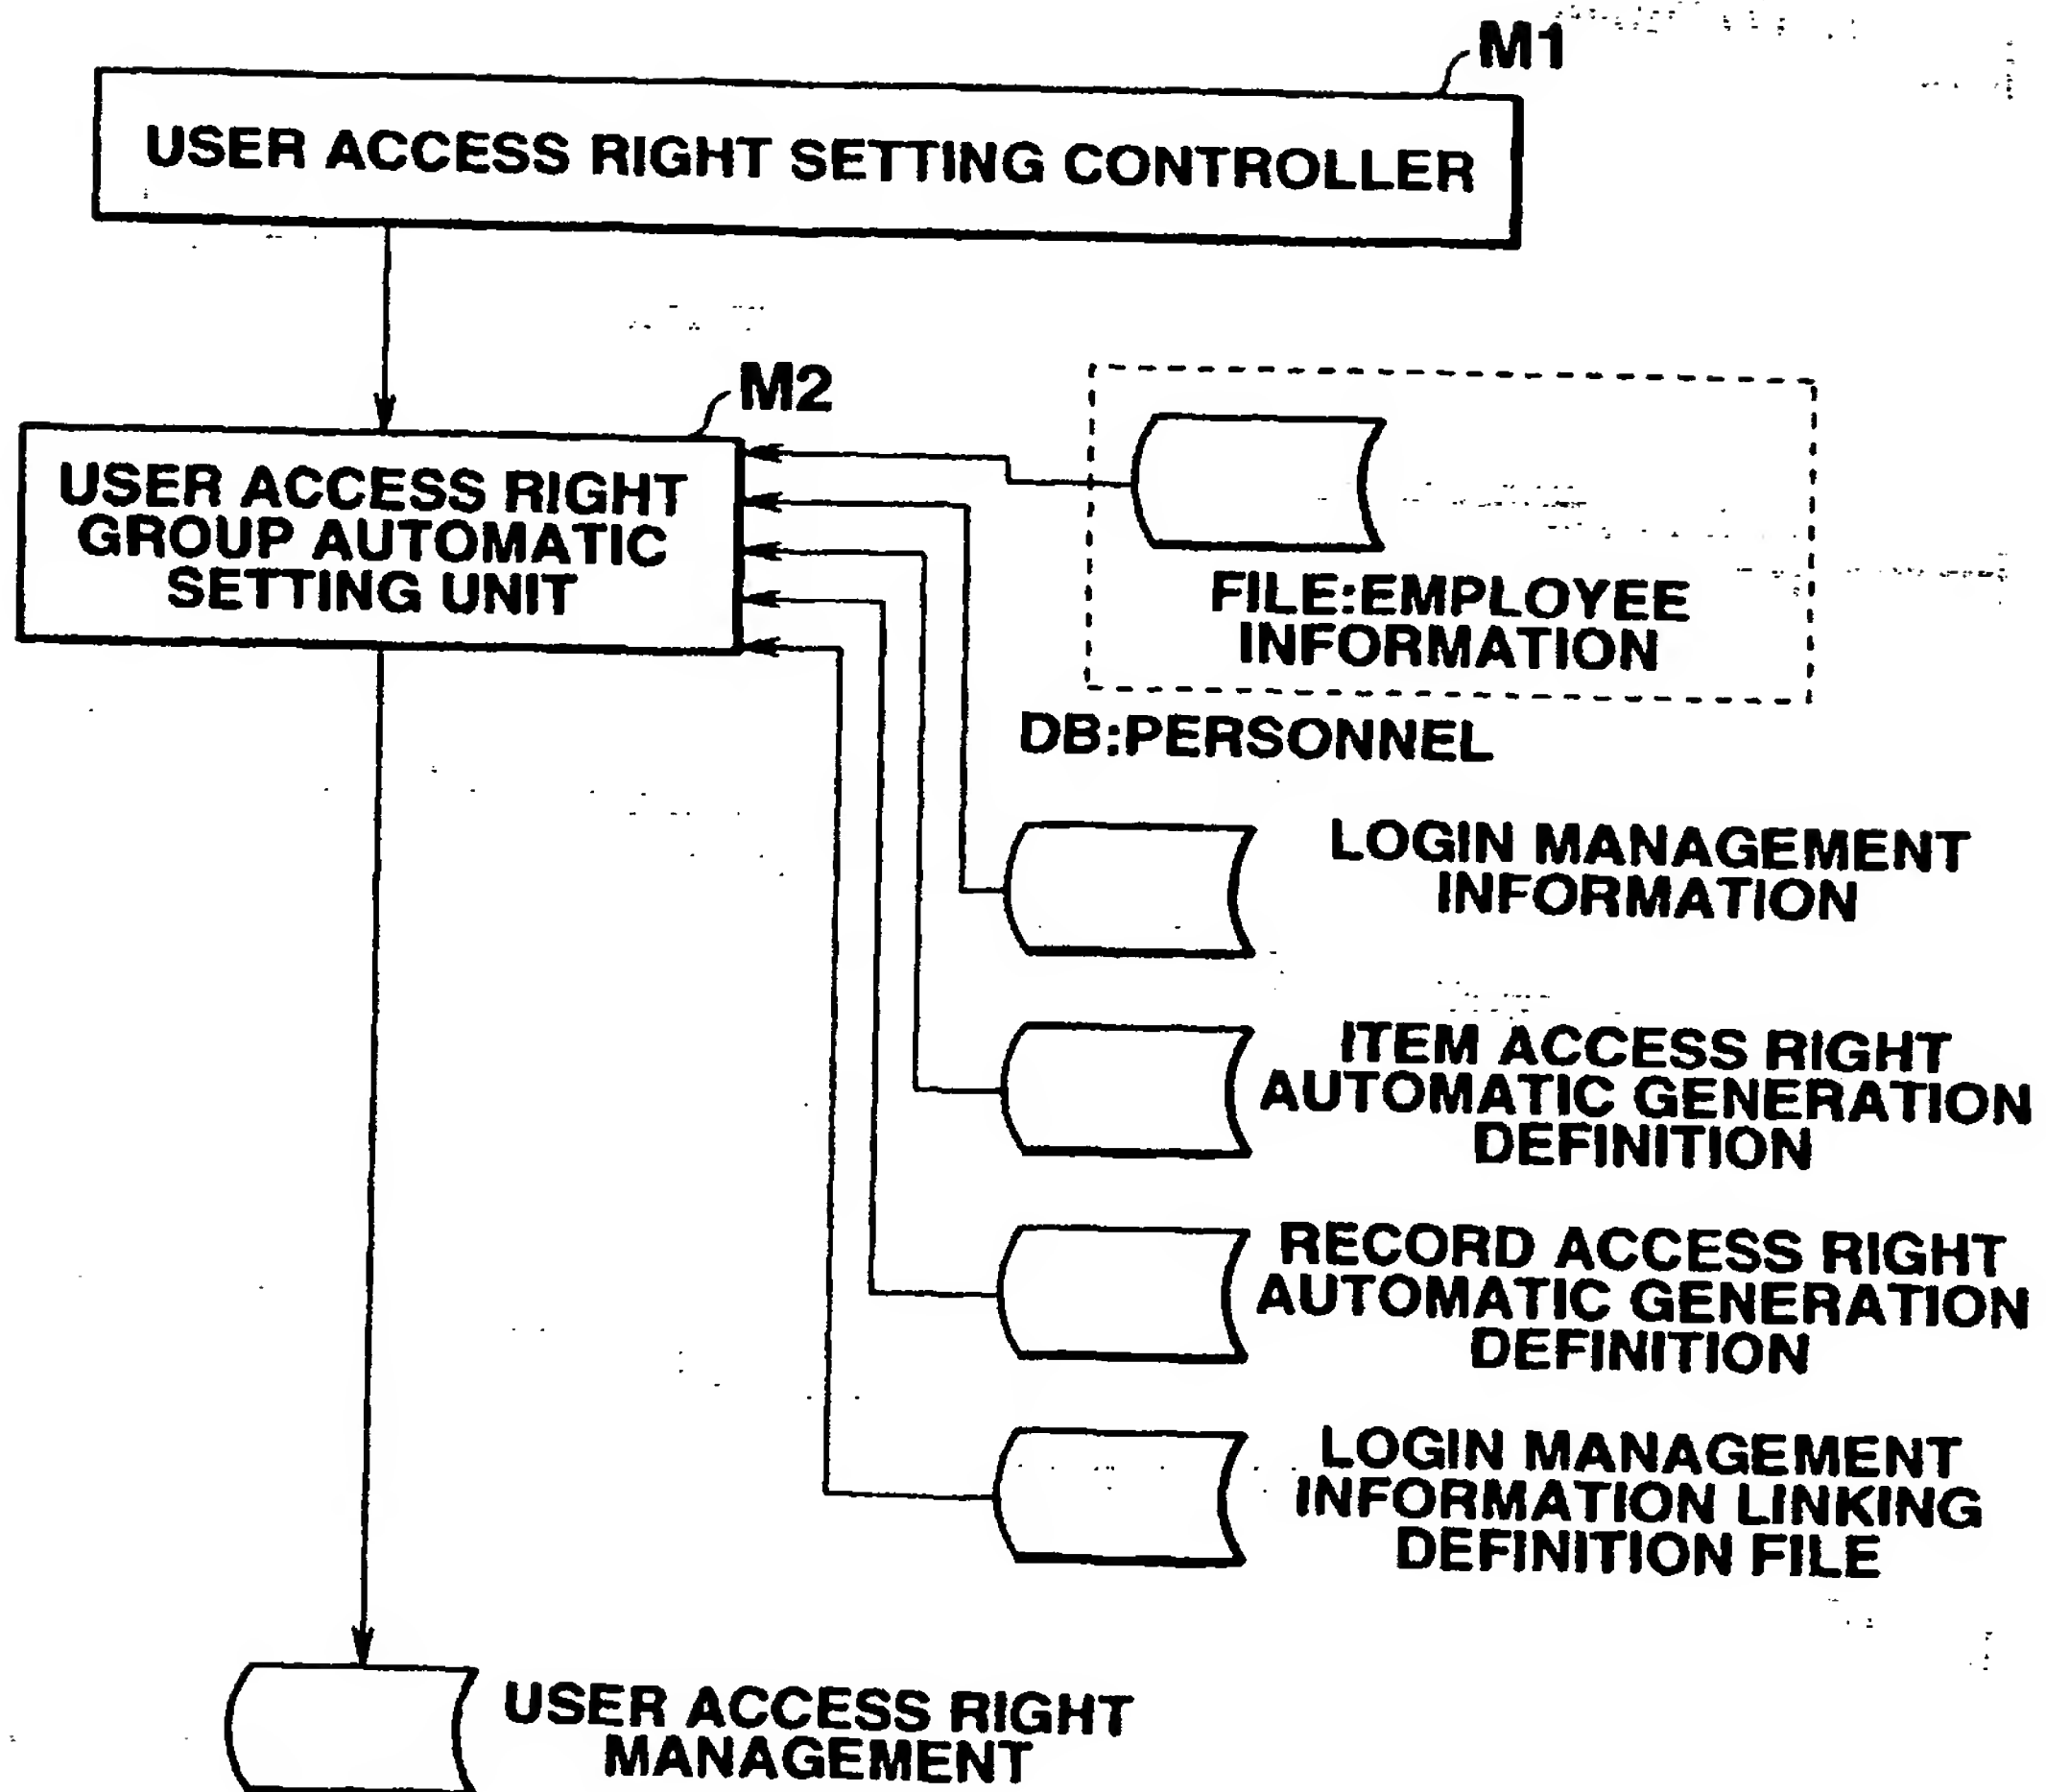 M1
USER ACCESS RIGHT SETTING CONTROLLER
M2
USER ACCESS RIGHT
GROUP AUTOMATIC
SETTING UNIT
FILE:EMPLOYEE
INFORMATION
DB:PERSONNEL
LOGIN MANAGEMENT
INFORMATION
ITEM ACCESS RIGHT
AUTOMATIC GENERATION
DEFINITION
RECORD ACCESS RIGHT
AUTOMATIC GENERATION
DEFINITION
LOGIN MANAGEMENT
INFORMATION LINKING
DEFINITION FILE
USER ACCESS RIGHT
MANAGEMENT